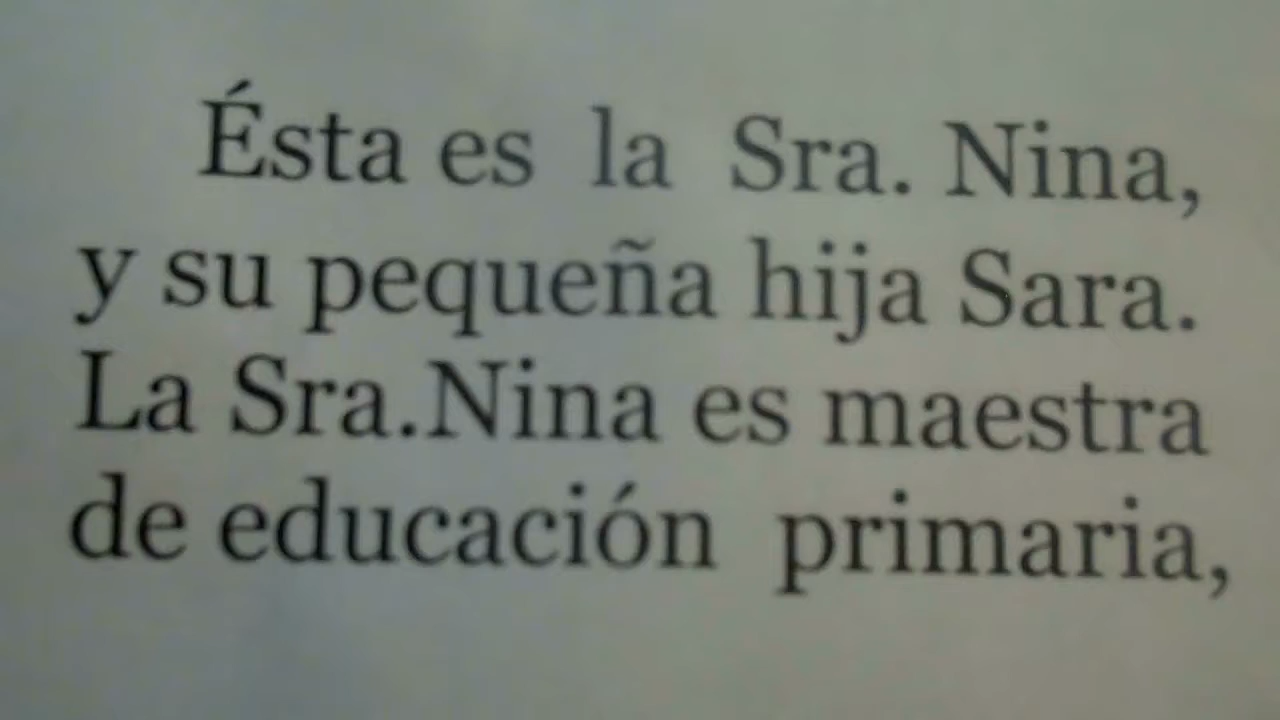 Ésta es la Sra. Nina,
y su pequeña hija Sara.
La Sra.Nina es maestra
de educación primaria,